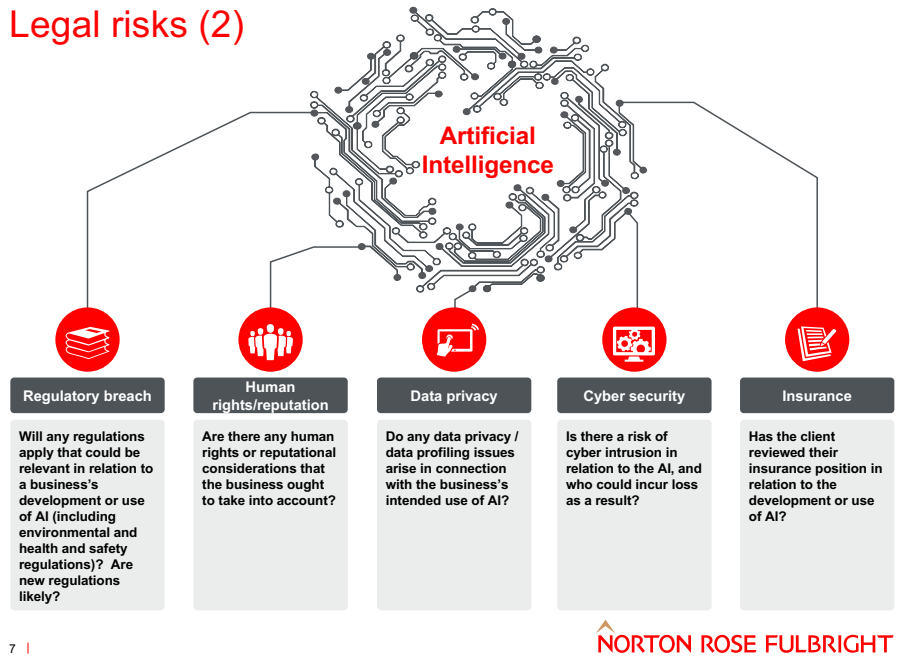 Legal risks (2)
Artificial
Intelligence
Regulatory breach
Will any regulations
apply that could be
relevant in relation to
a business’s
development or use
of AI (including
environmental and
health and safety
regulations)? Are
new regulations
likely?
Human
rights/reputation
Are there any human
rights or reputational
considerations that
the business ought
to take into account?
Data privacy
Do any data privacy /
data profiling issues
arise in connection
with the business’s
intended use of AI?
Cyber security
Is there a risk of
cyber intrusion in
relation to the AI, and
who could incur loss
as a result?
Insurance
Has the client
reviewed their
insurance position in
relation to the
development or use
of AI?
7 |
NORTON ROSE FULBRIGHT